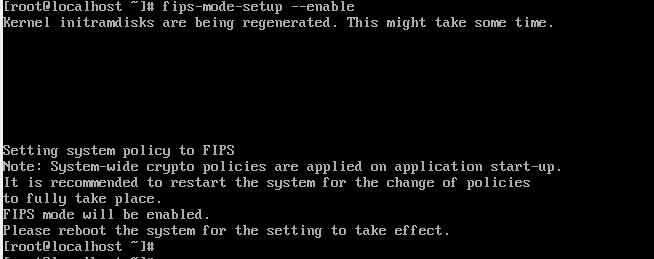 [root@localhost ~]# fips-mode-setup --enable
Kernel initramdisks are being regenerated. This might take some time.
Setting system policy to FIPS
Note: System-wide crypto policies are applied on application start-up.
It is recommended to restart the system for the change of policies
to fully take place.
FIPS mode will be enabled.
Please reboot the system for the setting to take effect.
[root@localhost ~]#
[root@localhost ~]#